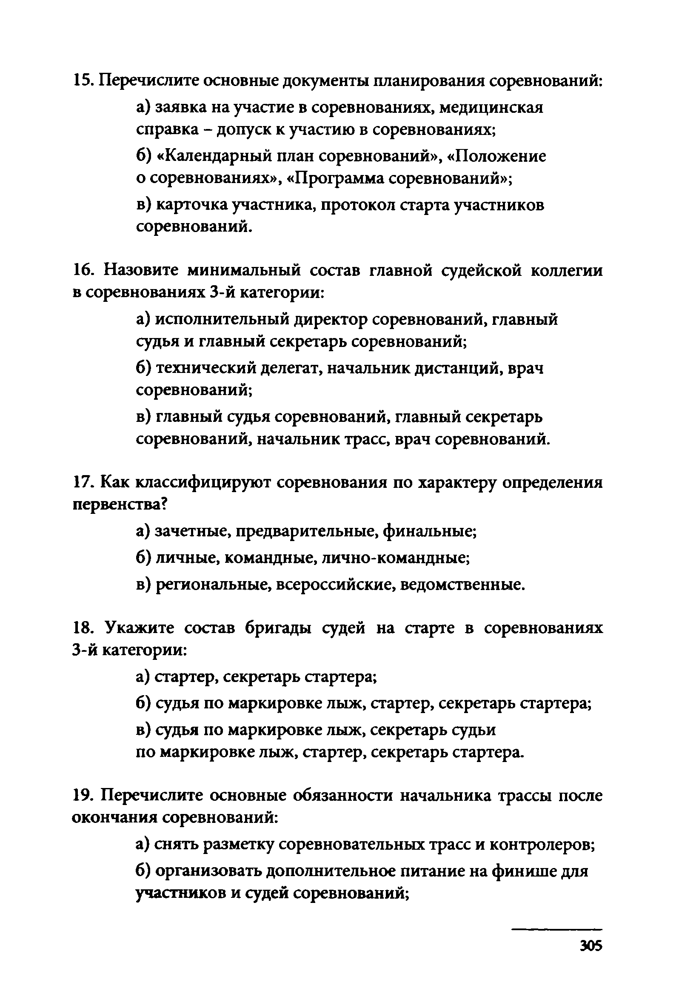 15. Перечислите основные документы планирования соревнований:
а) заявка на участие в соревнованиях, медицинская
справка – допуск к участию в соревнованиях;
б) «Календарный план соревнований», «Положение
о соревнованиях», «Программа соревнований»;
в) карточка участника, протокол старта участников
соревнований.
16. Назовите минимальный состав главной судейской коллегии
в соревнованиях 3-й категории:
а) исполнительный директор соревнований, главный
судья и главный секретарь соревнований;
б) технический делегат, начальник дистанций, врач
соревнований;
в) главный судья соревнований, главный секретарь
соревнований, начальник трасс, врач соревнований.
17. Как классифицируют соревнования по характеру определения
первенства?
а) зачетные, предварительные, финальные;
б) личные, командные, лично-командные;
в) региональные, всероссийские, ведомственные.
18. Укажите состав бригады судей на старте в соревнованиях
3-й категории:
а) стартер, секретарь стартера;
б) судья по маркировке лыж, стартер, секретарь стартера;
в) судья по маркировке лыж, секретарь судьи
по маркировке лыж, стартер, секретарь стартера.
19. Перечислите основные обязанности начальника трассы после
окончания соревнований:
а) снять разметку соревновательных трасс и контролеров;
б) организовать дополнительное питание на финише для
участников и судей соревнований;
305